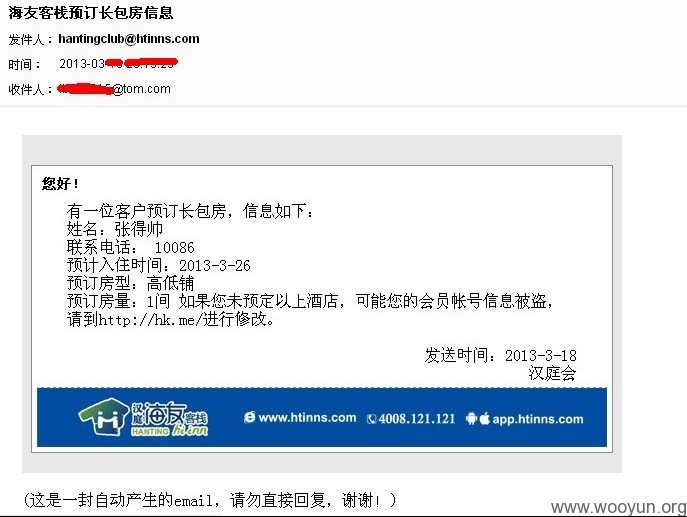 海友客栈预订长包房信息
发件人：hantingclub@htinns.com
时间： 2013-03
收件人： @tom.com
您好！
有一位客户预订长包房，信息如下：
姓名：张得帅
联系电话： 10086
预计入住时间：2013-3-26
预订房型：高低铺
预订房量：1间 如果您未预定以上酒店，可能您的会员帐号信息被盗，
请到http://hk.me/进行修改。
发送时间：2013-3-18
汉庭会
汉庭 海友客栈
HANTING hi inn
www.htinns.com 4008.121.121 app.htinns.com
(这是一封自动产生的email，请勿直接回复，谢谢！)
www.wooyun.org